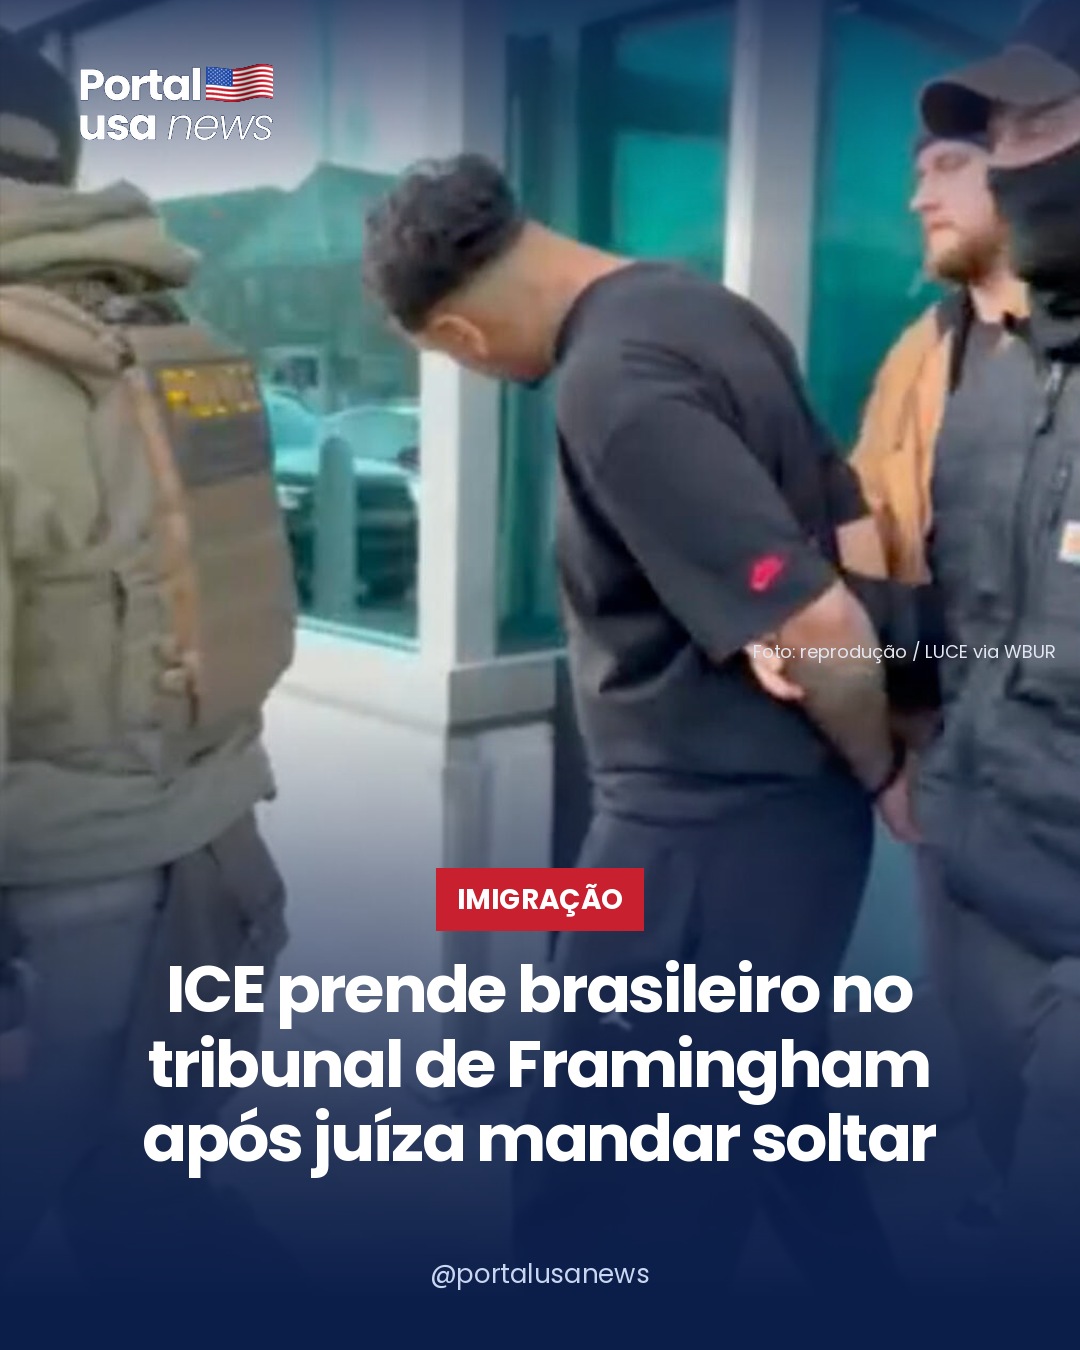 Portal
usa news
Foto: reprodução / LUCE via WBUR
IMIGRAÇÃO
ICE prende brasileiro no
tribunal de Framingham
após juíza mandar soltar
@portalusanews